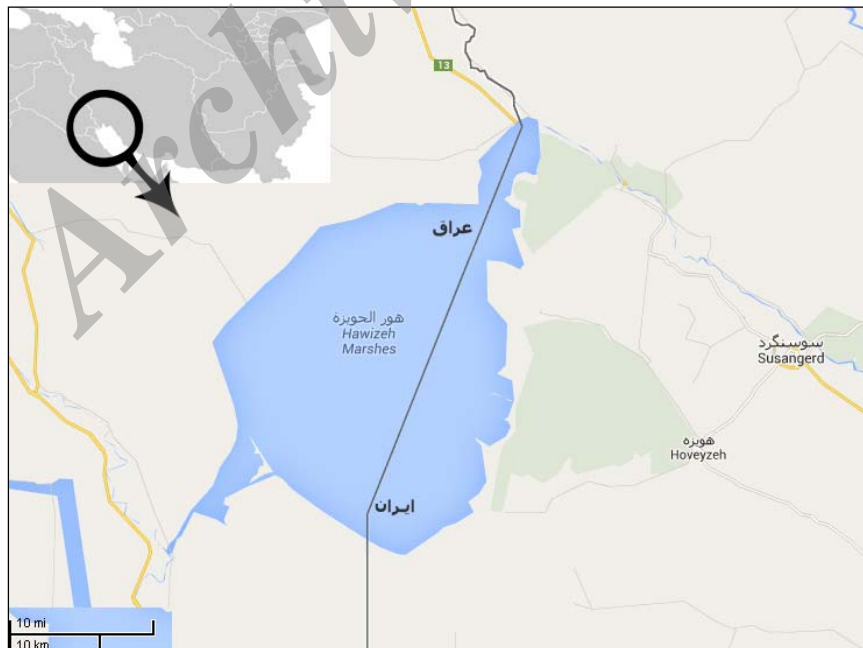 13
عراق
هور الحويزة
Hawizeh
Marshes
سوسنگرد
Susangerd
هویزه
Hoveyzeh
ایران
10 mi
10 km